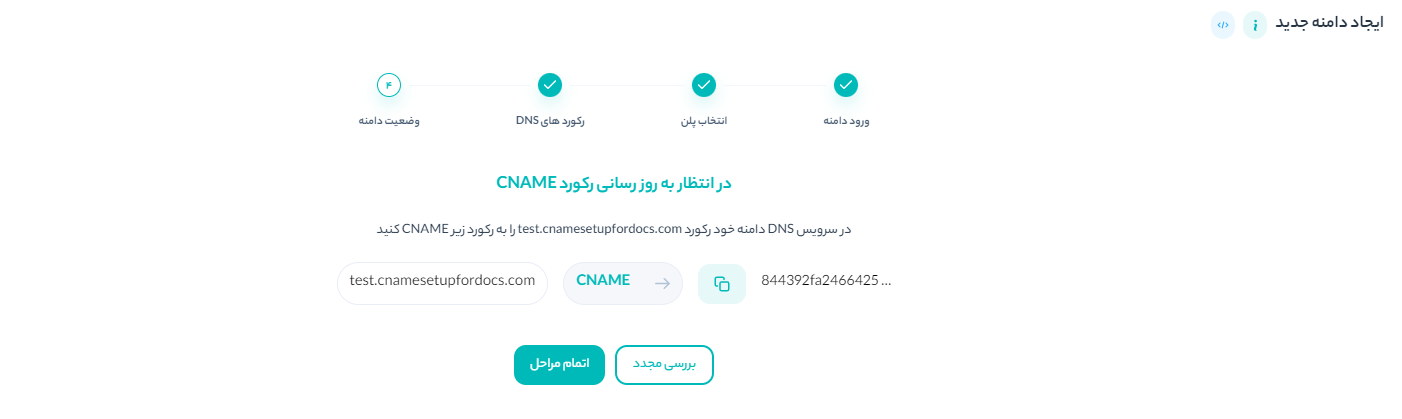 ایجاد دامنه جدید
ورود دامنه
انتخاب پلن
رکورد های DNS
۴
وضعیت دامنه
در انتظار به روز رسانی رکورد CNAME
در سرویس DNS دامنه خود رکورد test.cnamesetupfordocs.com را به رکورد زیر CNAME کنید
test.cnamesetupfordocs.com CNAME → 844392fa2466425 ...
بررسی مجدد
اتمام مراحل